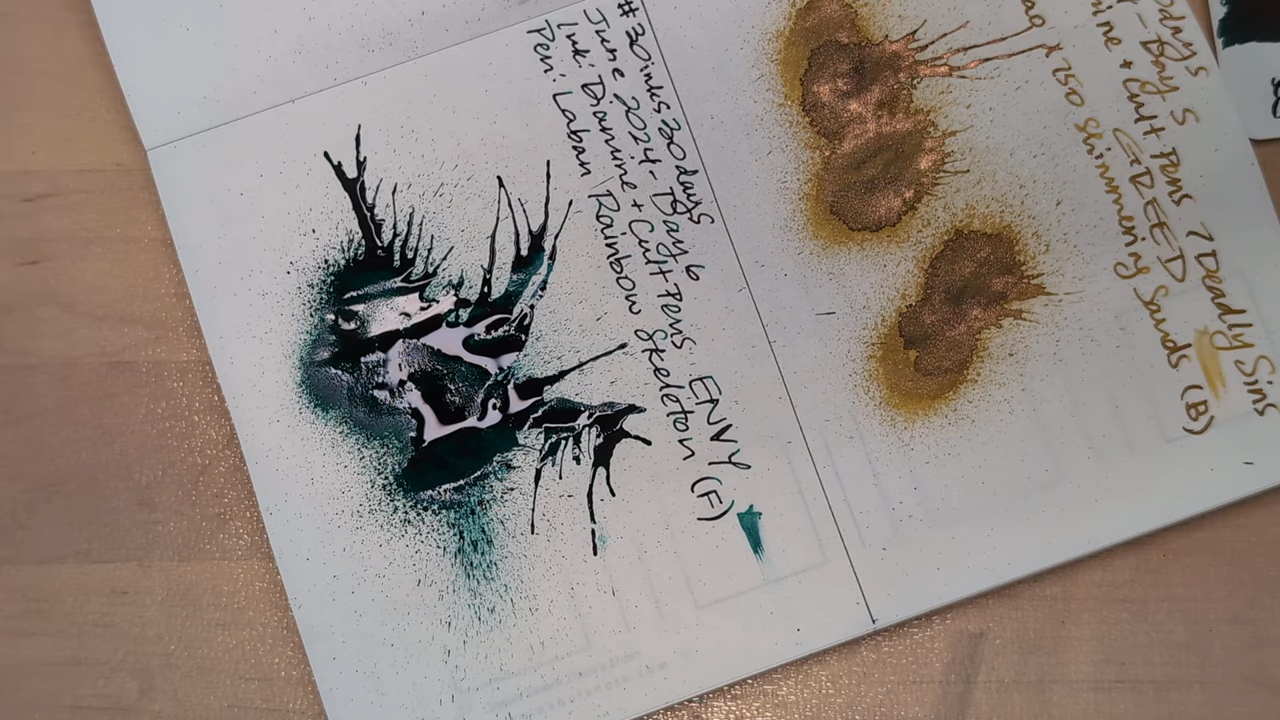 #30inks30days
June 2024 - Day 6
Ink: Diamine + Cult Pens ENVY
Pen: Laban Rainbow Skeleton (F)
Day 5
+ Cult Pens 7 Deadly Sins
GREED
x 750 Shimmering Sands (B)